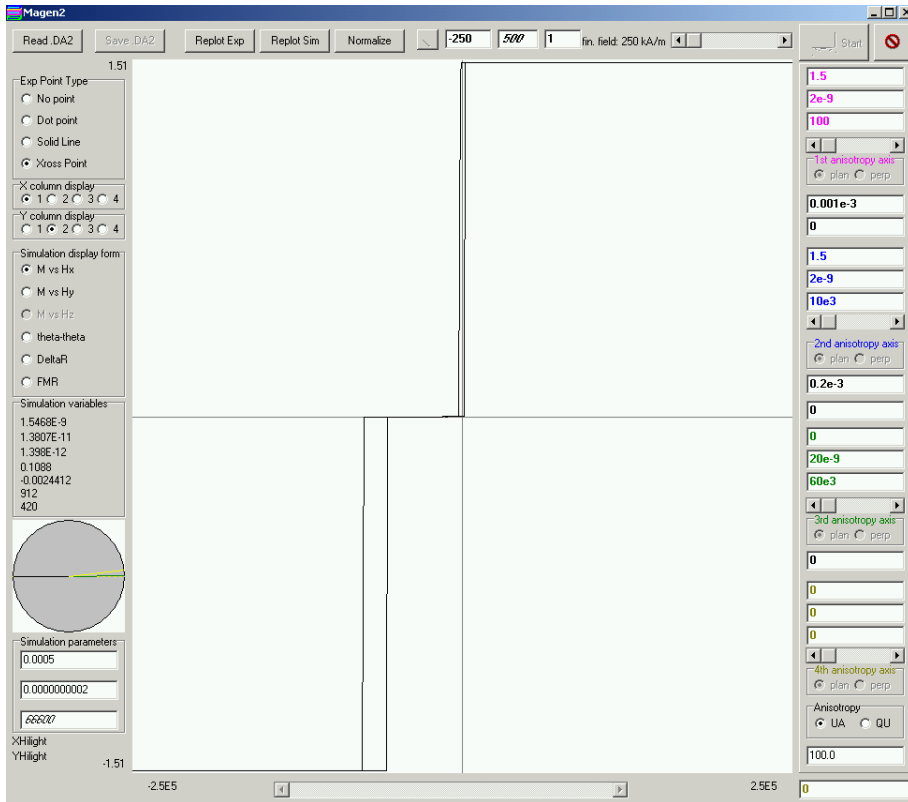 Magen2
Read .DA2
Save .DA2
Replot Exp
Replot Sim
Normalize
-250
500
1
fin. field: 250 kA/m
Start
1.51
Exp Point Type
No point
Dot point
Solid Line
Xross Point
X column display
1 2 3 4
Y column display
1 2 3 4
Simulation display form
M vs Hx
M vs Hy
M vs Hz
theta-theta
DeltaR
FMR
Simulation variables
1.5468E-9
1.3807E-11
1.398E-12
0.1088
-0.0024412
912
420
Simulation parameters
0.0005
0.0000000002
66600
XHilight
YHilight
-1.51
-2.5E5
2.5E5
1.5
2e-9
100
1st anisotropy axis
plan perp
0.001e-3
0
1.5
2e-9
10e3
2nd anisotropy axis
plan perp
0.2e-3
0
0
20e-9
60e3
3rd anisotropy axis
plan perp
0
0
0
0
4th anisotropy axis
plan perp
Anisotropy
UA QU
100.0
0